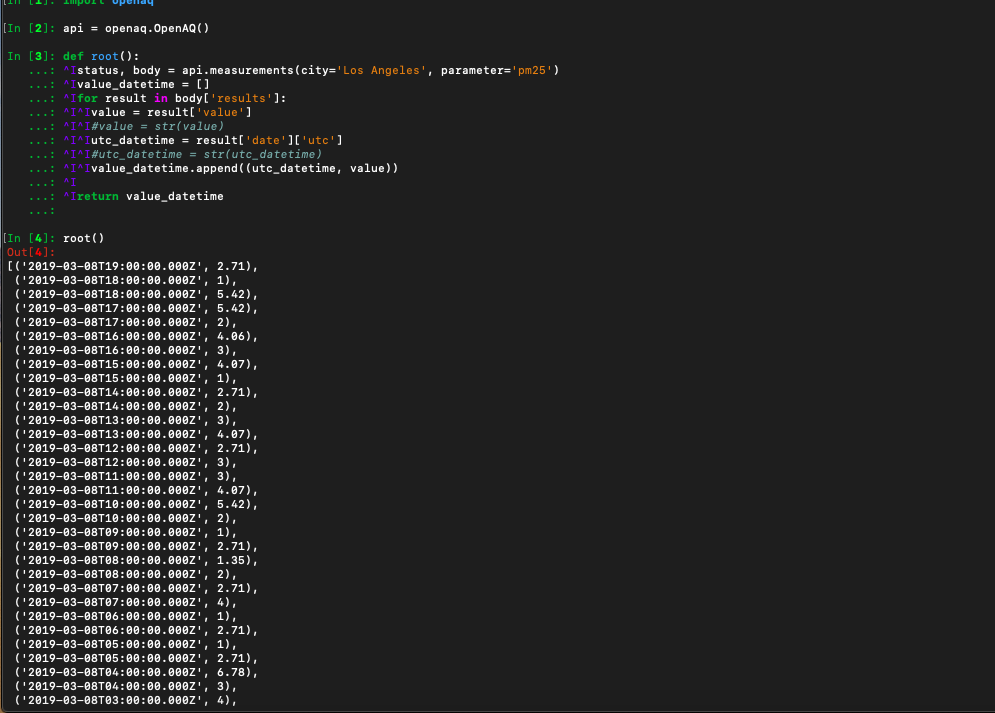 [In [1]: import openaq
[In [2]: api = openaq.OpenAQ()
In [3]: def root():
...: ^Istatus, body = api.measurements(city='Los Angeles', parameter='pm25')
...: ^Ivalue_datetime = []
...: ^Ifor result in body['results']:
...: ^I^Ivalue = result['value']
...: ^I^I#value = str(value)
...: ^I^Iutc_datetime = result['date']['utc']
...: ^I^I#utc_datetime = str(utc_datetime)
...: ^I^Ivalue_datetime.append((utc_datetime, value))
...: ^I
...: ^Ireturn value_datetime
...:
[In [4]: root()
Out[4]:
[('2019-03-08T19:00:00.000Z', 2.71),
('2019-03-08T18:00:00.000Z', 1),
('2019-03-08T18:00:00.000Z', 5.42),
('2019-03-08T17:00:00.000Z', 5.42),
('2019-03-08T17:00:00.000Z', 2),
('2019-03-08T16:00:00.000Z', 4.06),
('2019-03-08T16:00:00.000Z', 3),
('2019-03-08T15:00:00.000Z', 4.07),
('2019-03-08T15:00:00.000Z', 1),
('2019-03-08T14:00:00.000Z', 2.71),
('2019-03-08T14:00:00.000Z', 2),
('2019-03-08T13:00:00.000Z', 3),
('2019-03-08T13:00:00.000Z', 4.07),
('2019-03-08T12:00:00.000Z', 2.71),
('2019-03-08T12:00:00.000Z', 3),
('2019-03-08T11:00:00.000Z', 3),
('2019-03-08T11:00:00.000Z', 4.07),
('2019-03-08T10:00:00.000Z', 5.42),
('2019-03-08T10:00:00.000Z', 2),
('2019-03-08T09:00:00.000Z', 1),
('2019-03-08T09:00:00.000Z', 2.71),
('2019-03-08T08:00:00.000Z', 1.35),
('2019-03-08T08:00:00.000Z', 2),
('2019-03-08T07:00:00.000Z', 2.71),
('2019-03-08T07:00:00.000Z', 4),
('2019-03-08T06:00:00.000Z', 1),
('2019-03-08T06:00:00.000Z', 2.71),
('2019-03-08T05:00:00.000Z', 1),
('2019-03-08T05:00:00.000Z', 2.71),
('2019-03-08T04:00:00.000Z', 6.78),
('2019-03-08T04:00:00.000Z', 3),
('2019-03-08T03:00:00.000Z', 4),